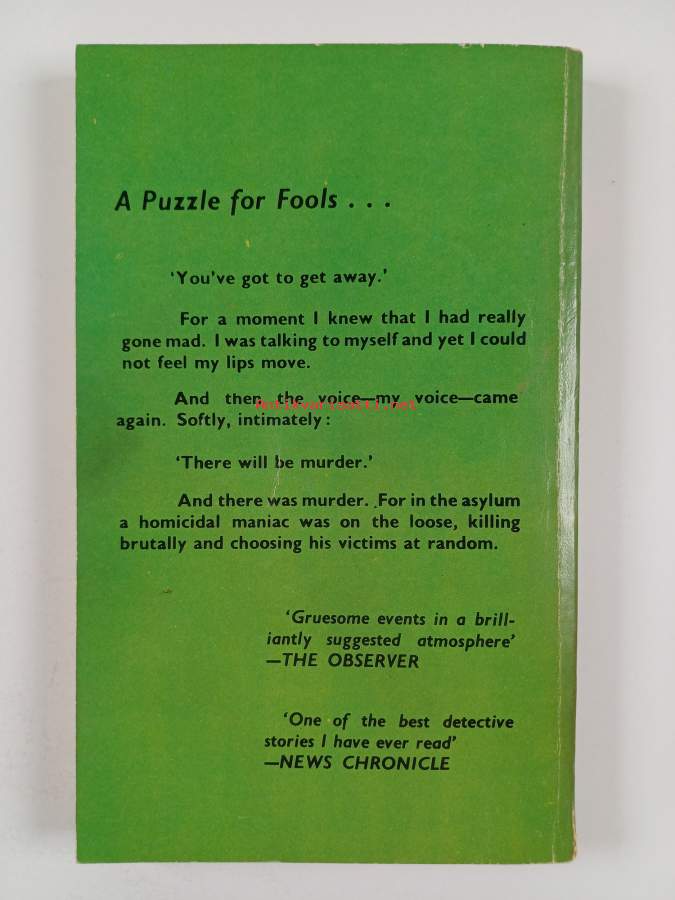 A Puzzle for Fools . . .
'You've got to get away.'
For a moment I knew that I had really
gone mad. I was talking to myself and yet I could
not feel my lips move.
And then the voice—my voice—came
again. Softly, intimately :
Antikvariaatti.net
'There will be murder.'
And there was murder. For in the asylum
a homicidal maniac was on the loose, killing
brutally and choosing his victims at random.
'Gruesome events in a brill-
iantly suggested atmosphere'
—THE OBSERVER
'One of the best detective
stories I have ever read'
—NEWS CHRONICLE